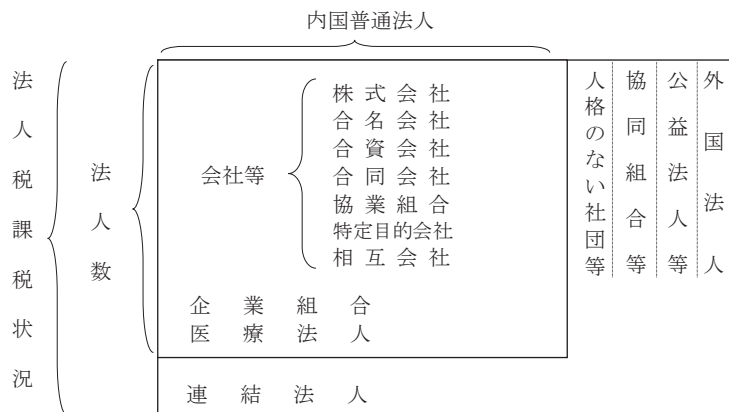 内国普通法人
法人税課税状況
法人数
会社等
株式会社
合名会社
合資会社
合同会社
協業組合
特定目的会社
相互会社
企業組合
医療法人
連結法人
人格のない社団等
協同組合等
公益法人等
外国法人